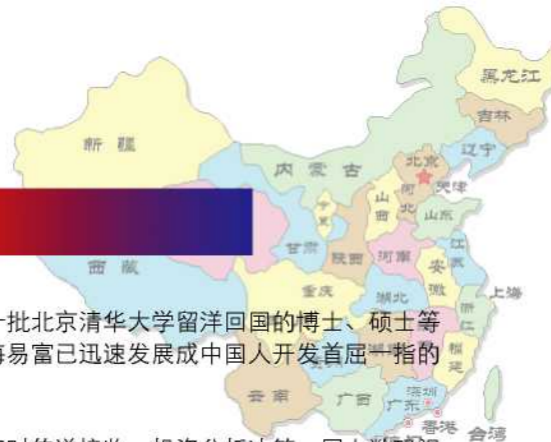 黑龙江
吉林
辽宁
新疆
内蒙古
北京
天津
河北
山西
宁夏
山东
甘肃
陕西
河南
江苏
西藏
安徽
上海
重庆
湖北
浙江
批北京清华大学留洋回国的博士、硕士等
易富已迅速发展成中国人开发首屈一指的
福建
云南
广西
广东
深圳
香港
台湾